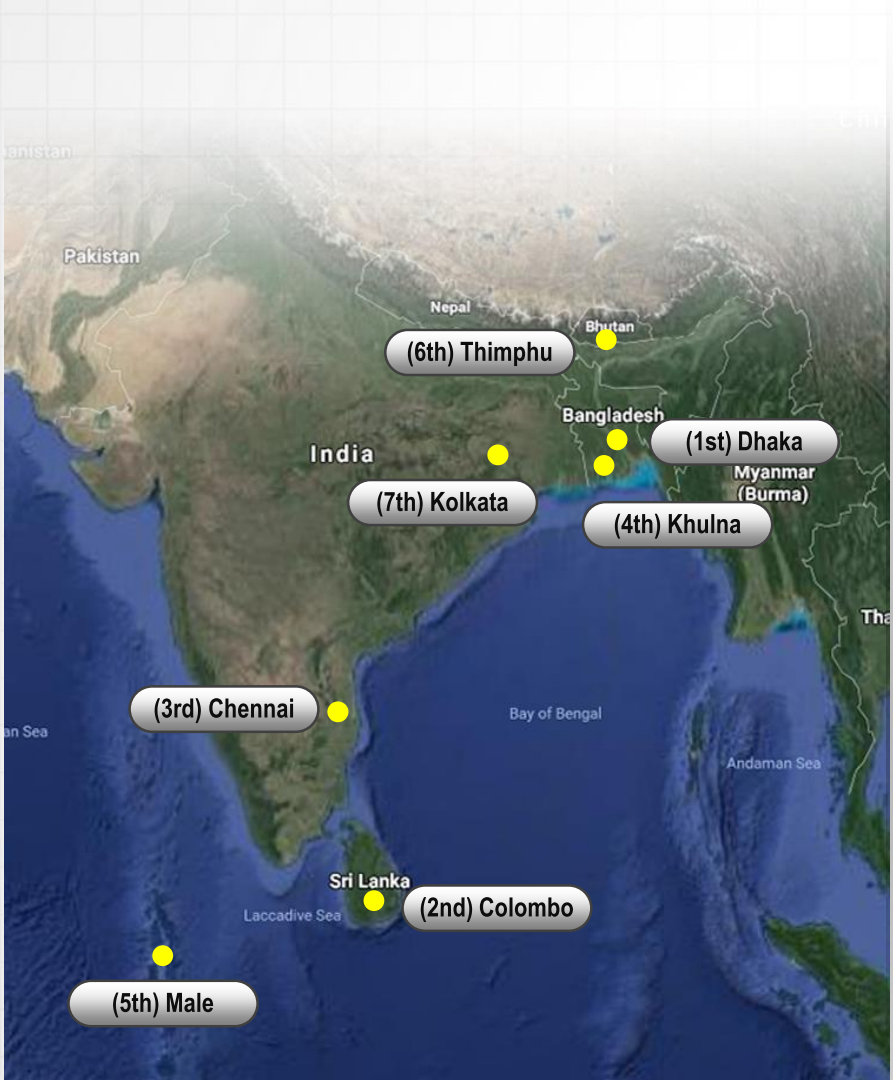 anistan
Pakistan
Nepal
Bhutan
(6th) Thimphu
Bangladesh
(1st) Dhaka
India
Myanmar
(Burma)
(7th) Kolkata
(4th) Khulna
Tha
(3rd) Chennai
Bay of Bengal
an Sea
Andaman Sea
Sri Lanka
(2nd) Colombo
Laccadive Sea
(5th) Male